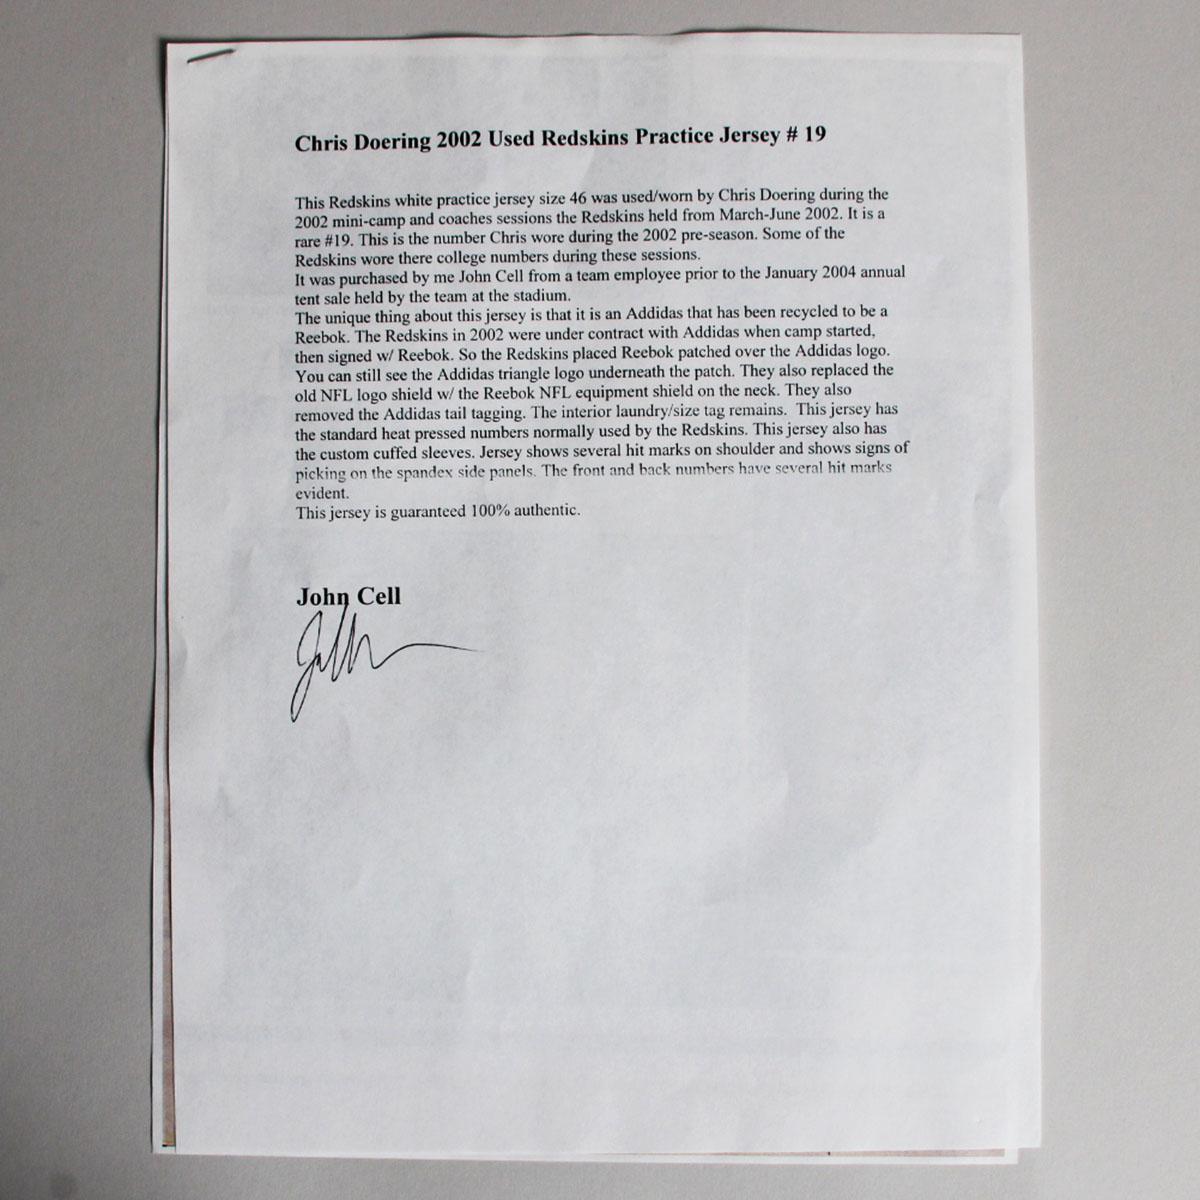 Chris Doering 2002 Used Redskins Practice Jersey # 19
This Redskins white practice jersey size 46 was used/worn by Chris Doering during the
2002 mini-camp and coaches sessions the Redskins held from March-June 2002. It is a
rare #19. This is the number Chris wore during the 2002 pre-season. Some of the
Redskins wore there college numbers during these sessions.
It was purchased by me John Cell from a team employee prior to the January 2004 annual
tent sale held by the team at the stadium.
The unique thing about this jersey is that it is an Addidas that has been recycled to be a
Reebok. The Redskins in 2002 were under contract with Addidas when camp started,
then signed w/ Reebok. So the Redskins placed Reebok patched over the Addidas logo.
You can still see the Addidas triangle logo underneath the patch. They also replaced the
old NFL logo shield w/ the Reebok NFL equipment shield on the neck. They also
removed the Addidas tail tagging. The interior laundry/size tag remains.  This jersey has
the standard heat pressed numbers normally used by the Redskins. This jersey also has
the custom cuffed sleeves. Jersey shows several hit marks on shoulder and shows signs of
picking on the spandex side panels. The front and back numbers have several hit marks
evident.
This jersey is guaranteed 100% authentic.
John Cell